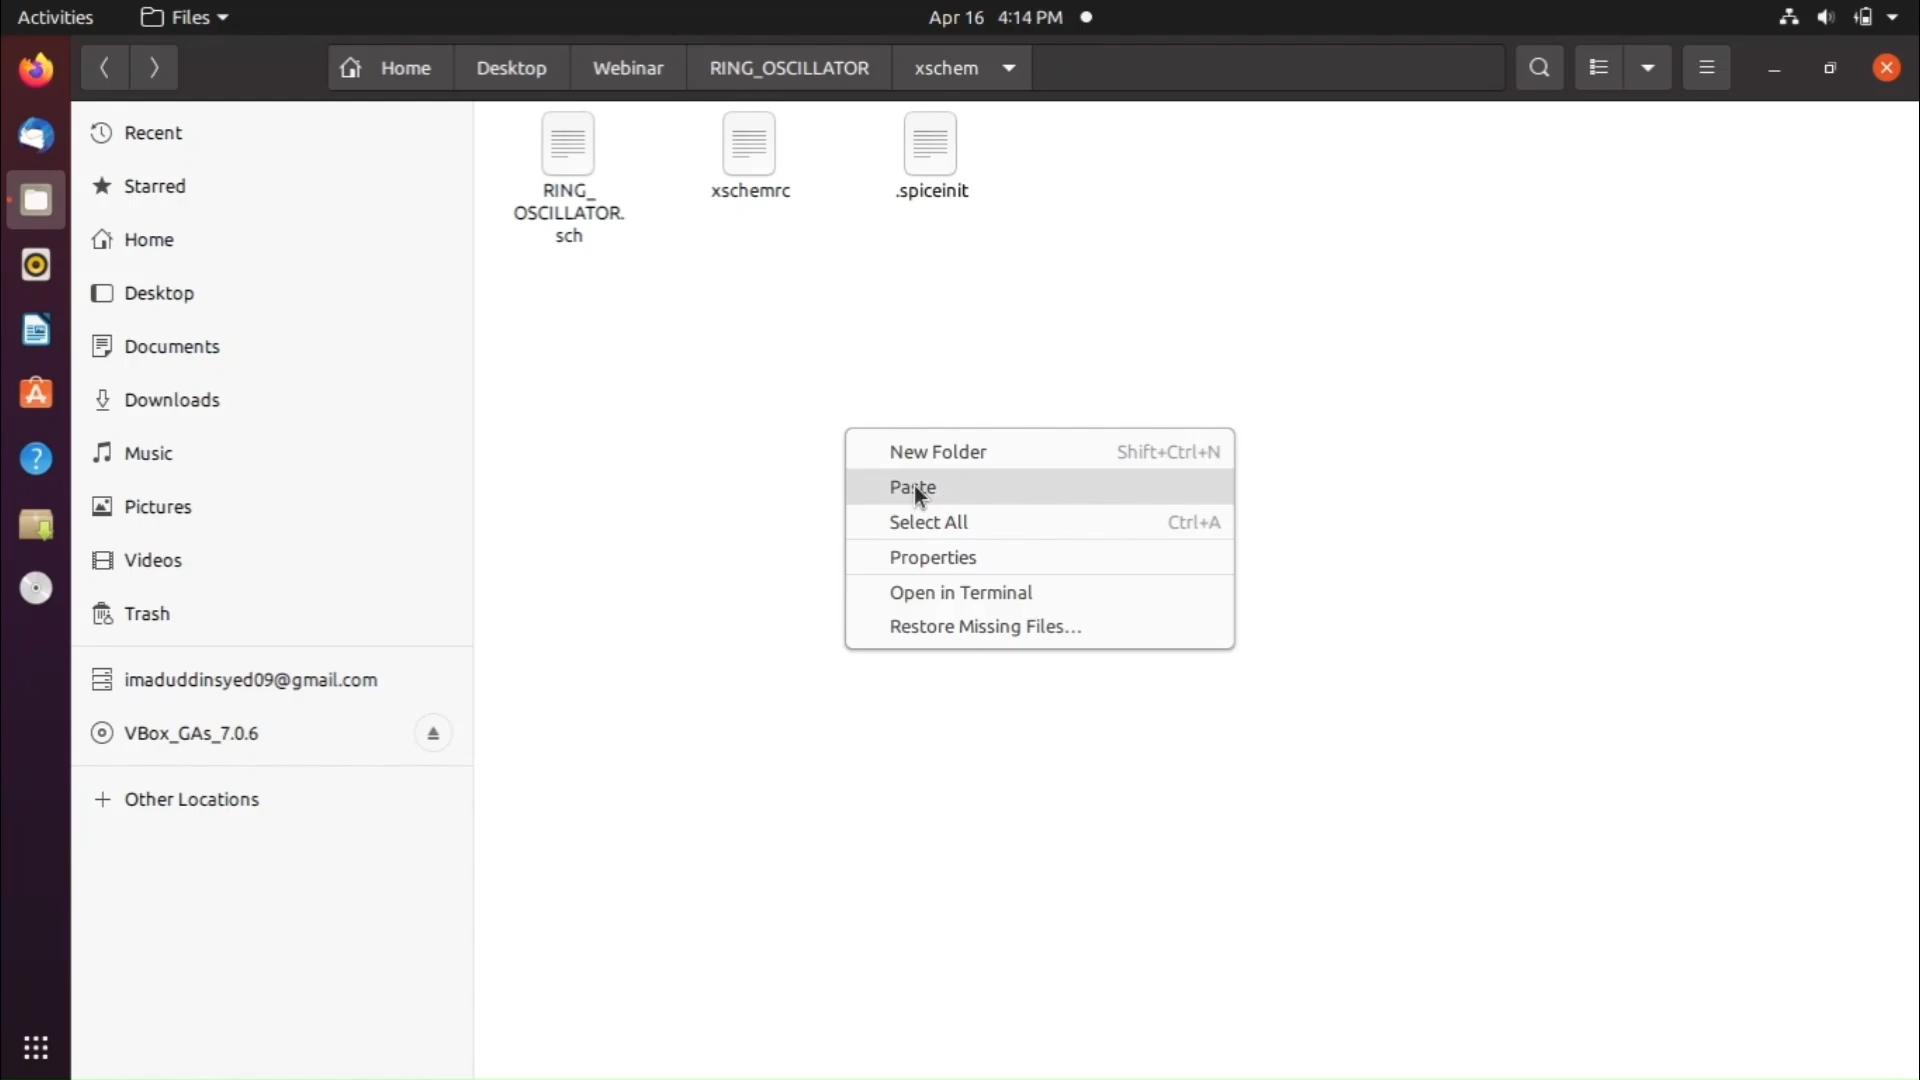 Activities Files Apr 16 4:14 PM
Home Desktop Webinar RING_OSCILLATOR xschem
Recent
Starred
Home
Desktop
Documents
Downloads
Music
Pictures
Videos
Trash
imaduddinsyed09@gmail.com
VBox_GAs_7.0.6
Other Locations
RING_
OSCILLATOR.
sch
xschemrc
.spiceinit
New Folder Shift+Ctrl+N
Paste
Select All Ctrl+A
Properties
Open in Terminal
Restore Missing Files...